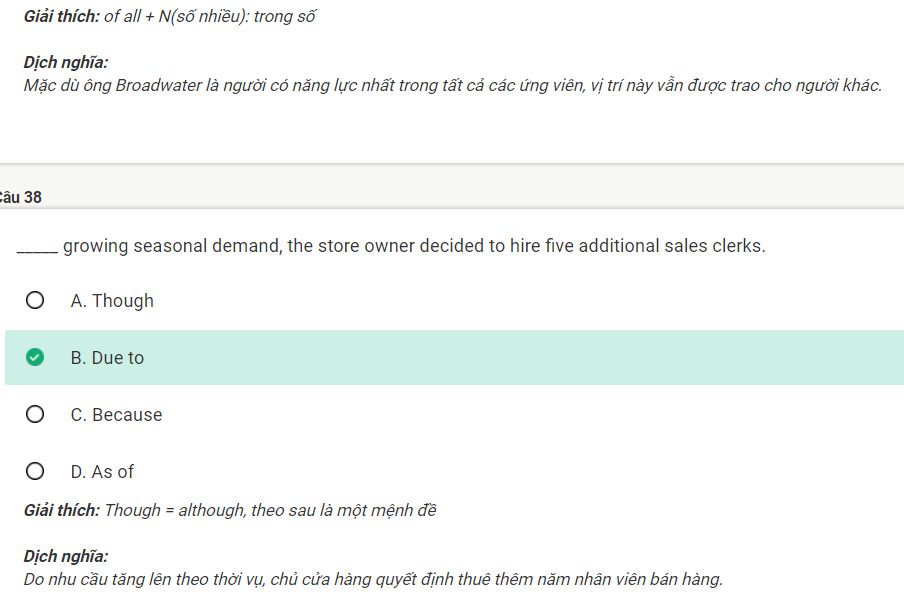 Giải thích: of all + N(số nhiều): trong số
Dịch nghĩa:
Mặc dù ông Broadwater là người có năng lực nhất trong tất cả các ứng viên, vị trí này vẫn được trao cho người khác.
Câu 38
_____ growing seasonal demand, the store owner decided to hire five additional sales clerks.
A. Though
B. Due to
C. Because
D. As of
Giải thích: Though = although, theo sau là một mệnh đề
Dịch nghĩa:
Do nhu cầu tăng lên theo thời vụ, chủ cửa hàng quyết định thuê thêm năm nhân viên bán hàng.